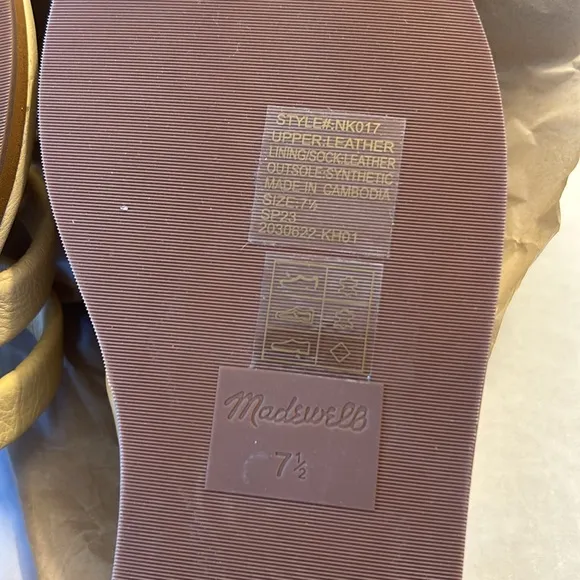 STYLE#:NK017
UPPER:LEATHER
LINING/SOCK:LEATHER
OUTSOLE:SYNTHETIC
MADE IN CAMBODIA
SIZE:7½
SP23
2030622-KH01
Madewell
7½